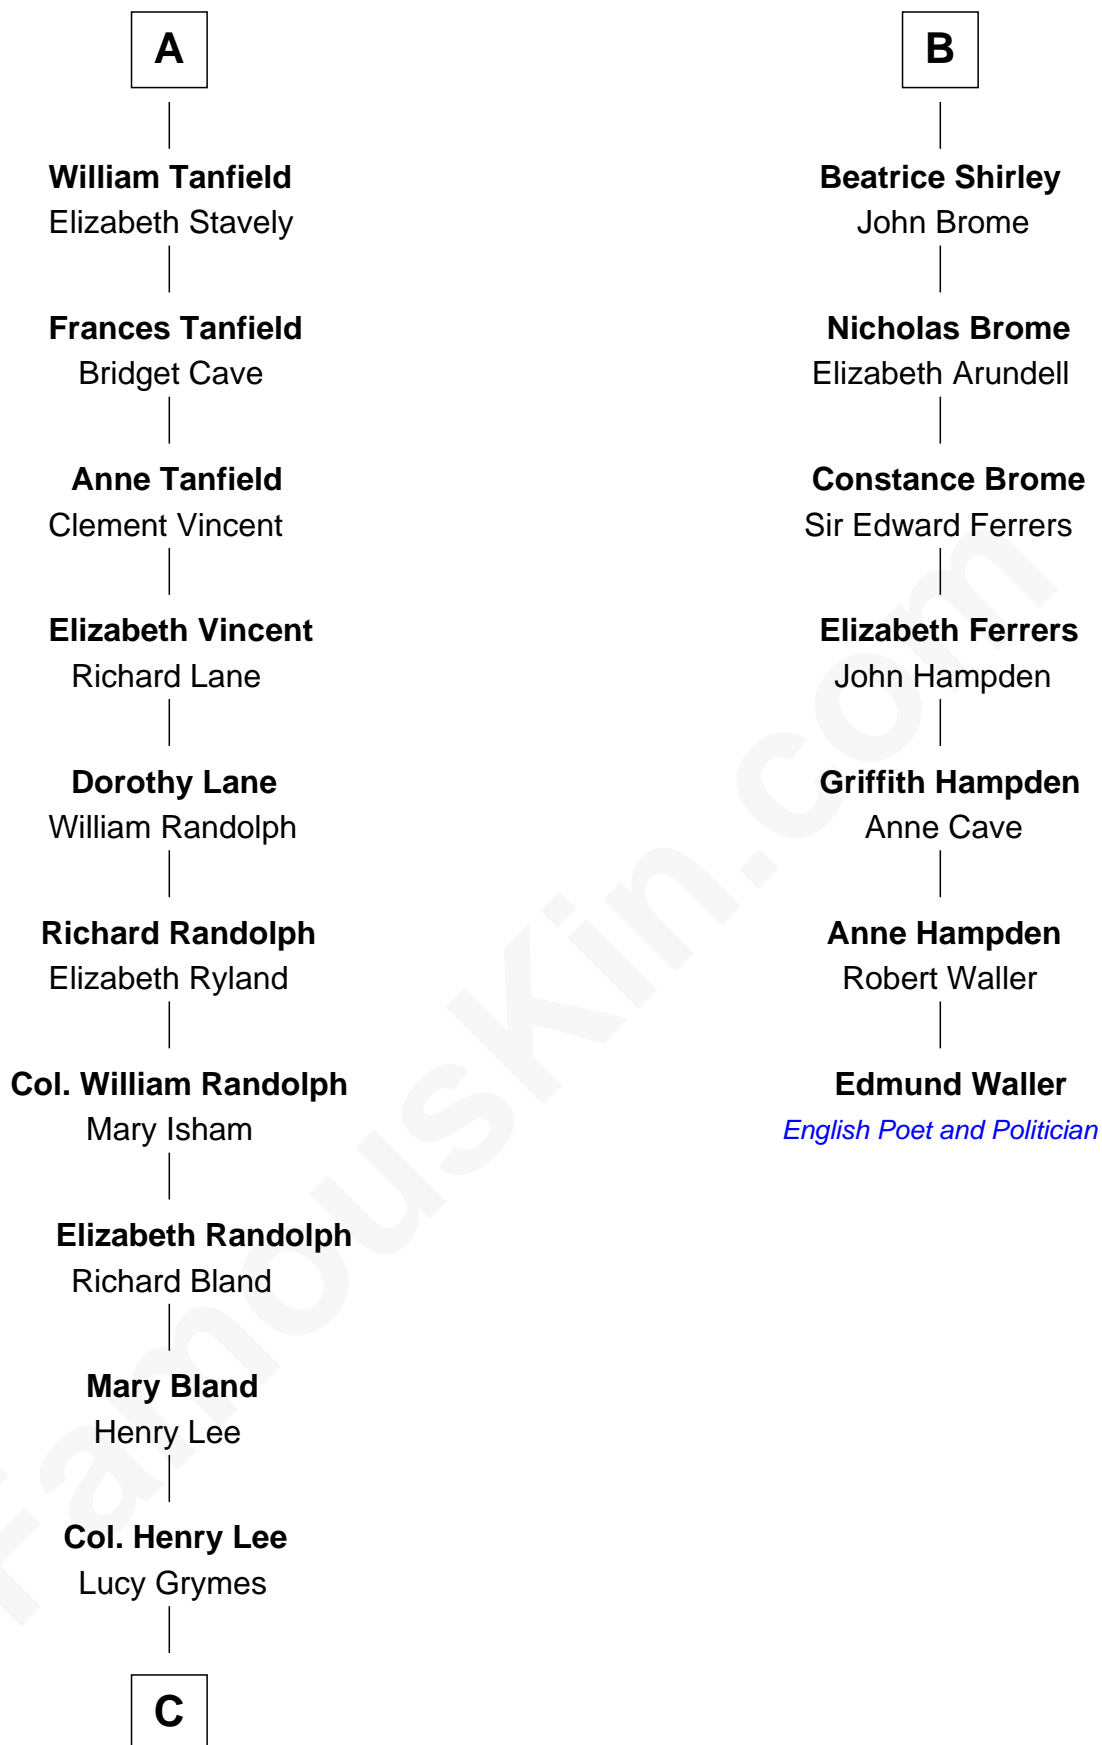 A
William Tanfield
Elizabeth Stavely
Frances Tanfield
Bridget Cave
Anne Tanfield
Clement Vincent
Elizabeth Vincent
Richard Lane
Dorothy Lane
William Randolph
Richard Randolph
Elizabeth Ryland
Col. William Randolph
Mary Isham
Elizabeth Randolph
Richard Bland
Mary Bland
Henry Lee
Col. Henry Lee
Lucy Grymes
C
B
Beatrice Shirley
John Brome
Nicholas Brome
Elizabeth Arundell
Constance Brome
Sir Edward Ferrers
Elizabeth Ferrers
John Hampden
Griffith Hampden
Anne Cave
Anne Hampden
Robert Waller
Edmund Waller
English Poet and Politician
FamousKin.com